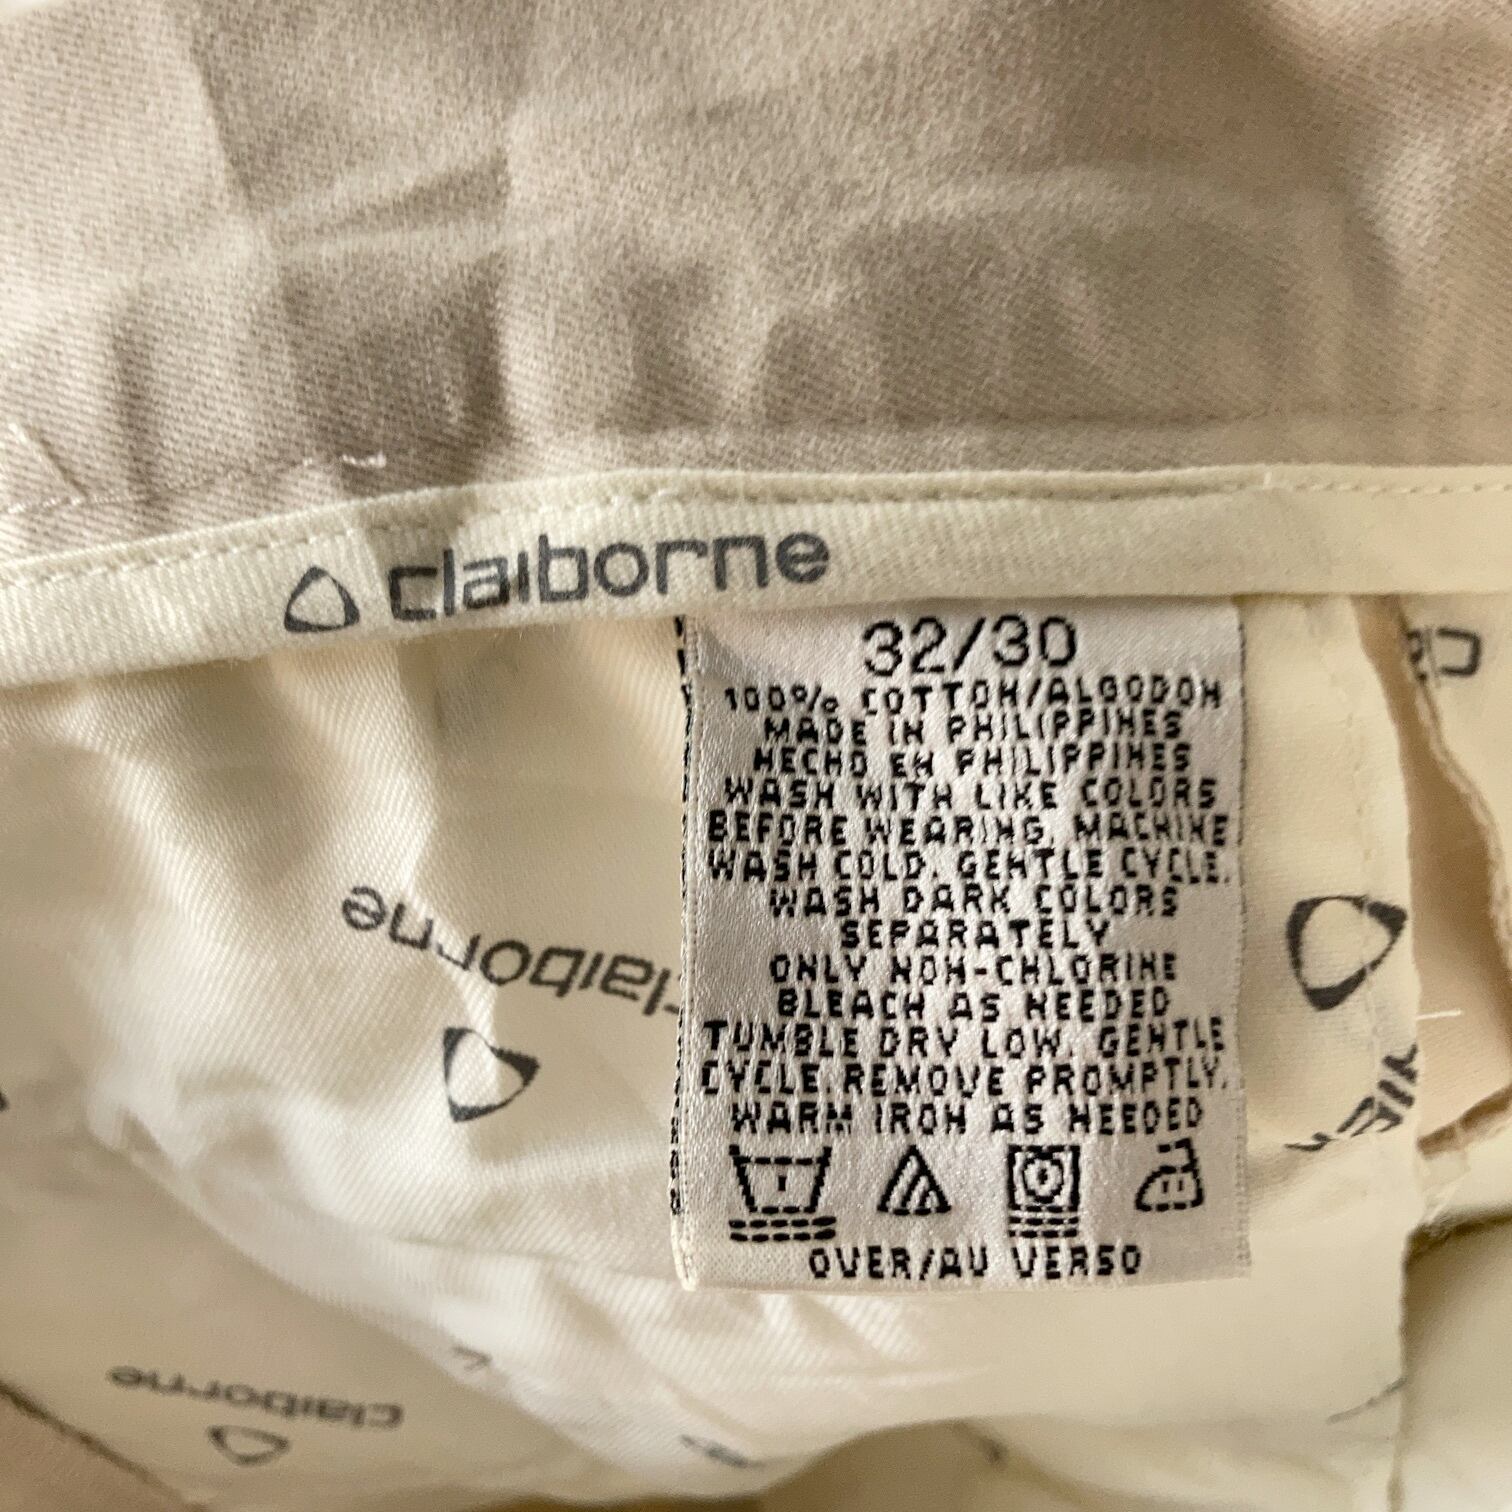 claiborne
32/30
100% COTTON/ALGODON
MADE IN PHILIPPINES
HECHO EN PHILIPPINES
WASH WITH LIKE COLORS
BEFORE WEARING. MACHINE
WASH COLD. GENTLE CYCLE.
WASH DARK COLORS
SEPARATELY
ONLY NON-CHLORINE
BLEACH AS NEEDED
TUMBLE DRY LOW. GENTLE
CYCLE. REMOVE PROMPTLY.
WARM IRON AS NEEDED
OVER/AU VERSO
claiborne
claiborne